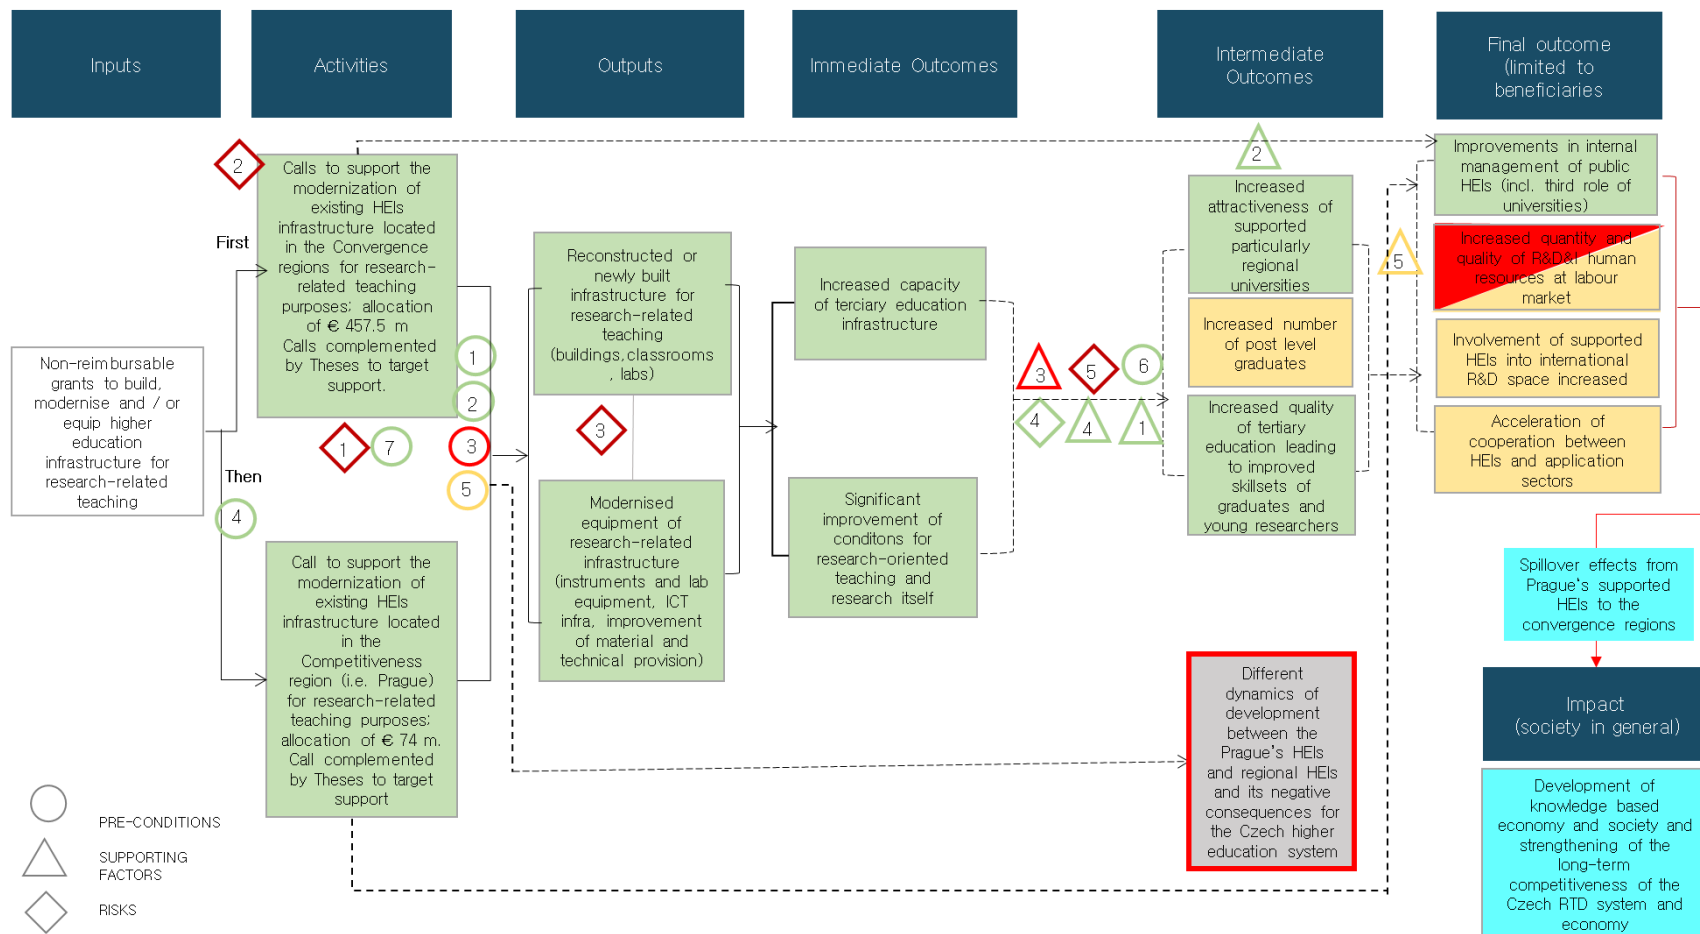 Inputs
Activities
Outputs
Immediate Outcomes
Intermediate
Outcomes
Final outcome
(limited to
beneficiaries
Non-reimbursable
grants to build,
modernise and / or
equip higher
education
infrastructure for
research-related
teaching
First
Then
4
2
Calls to support the
modernization of
existing HEIs
infrastructure located
in the Convergence
regions for research-
related teaching
purposes; allocation
of € 457.5 m
Calls complemented
by Theses to target
support.
1
7
1
2
3
5
Call to support the
modernization of
existing HEIs
infrastructure located
in the
Competitiveness
region (i.e. Prague)
for research-related
teaching purposes;
allocation of € 74 m.
Call complemented
by Theses to target
support
Reconstructed or
newly built
infrastructure for
research-related
teaching
(buildings,classrooms
, labs)
3
Modernised
equipment of
research-related
infrastructure
(instruments and lab
equipment, ICT
infra, improvement
of material and
technical provision)
Increased capacity
of terciary education
infrastructure
Significant
improvement of
conditons for
research-oriented
teaching and
research itself
3
5
6
4
4
1
2
Increased
attractiveness of
supported
particularly
regional
universities
Increased number
of post level
graduates
Increased quality
of tertiary
education leading
to improved
skillsets of
graduates and
young researchers
Different
dynamics of
development
between the
Prague's HEIs
and regional HEIs
and its negative
consequences for
the Czech higher
education system
5
Improvements in internal
management of public
HEIs (incl. third role of
universities)
Increased quantity and
quality of R&D&I human
resources at labour
market
Involvement of supported
HEIs into international
R&D space increased
Acceleration of
cooperation between
HEIs and application
sectors
Spillover effects from
Prague's supported
HEIs to the
convergence regions
Impact
(society in general)
Development of
knowledge based
economy and society and
strengthening of the
long-term
competitiveness of the
Czech RTD system and
economy
PRE-CONDITIONS
SUPPORTING
FACTORS
RISKS